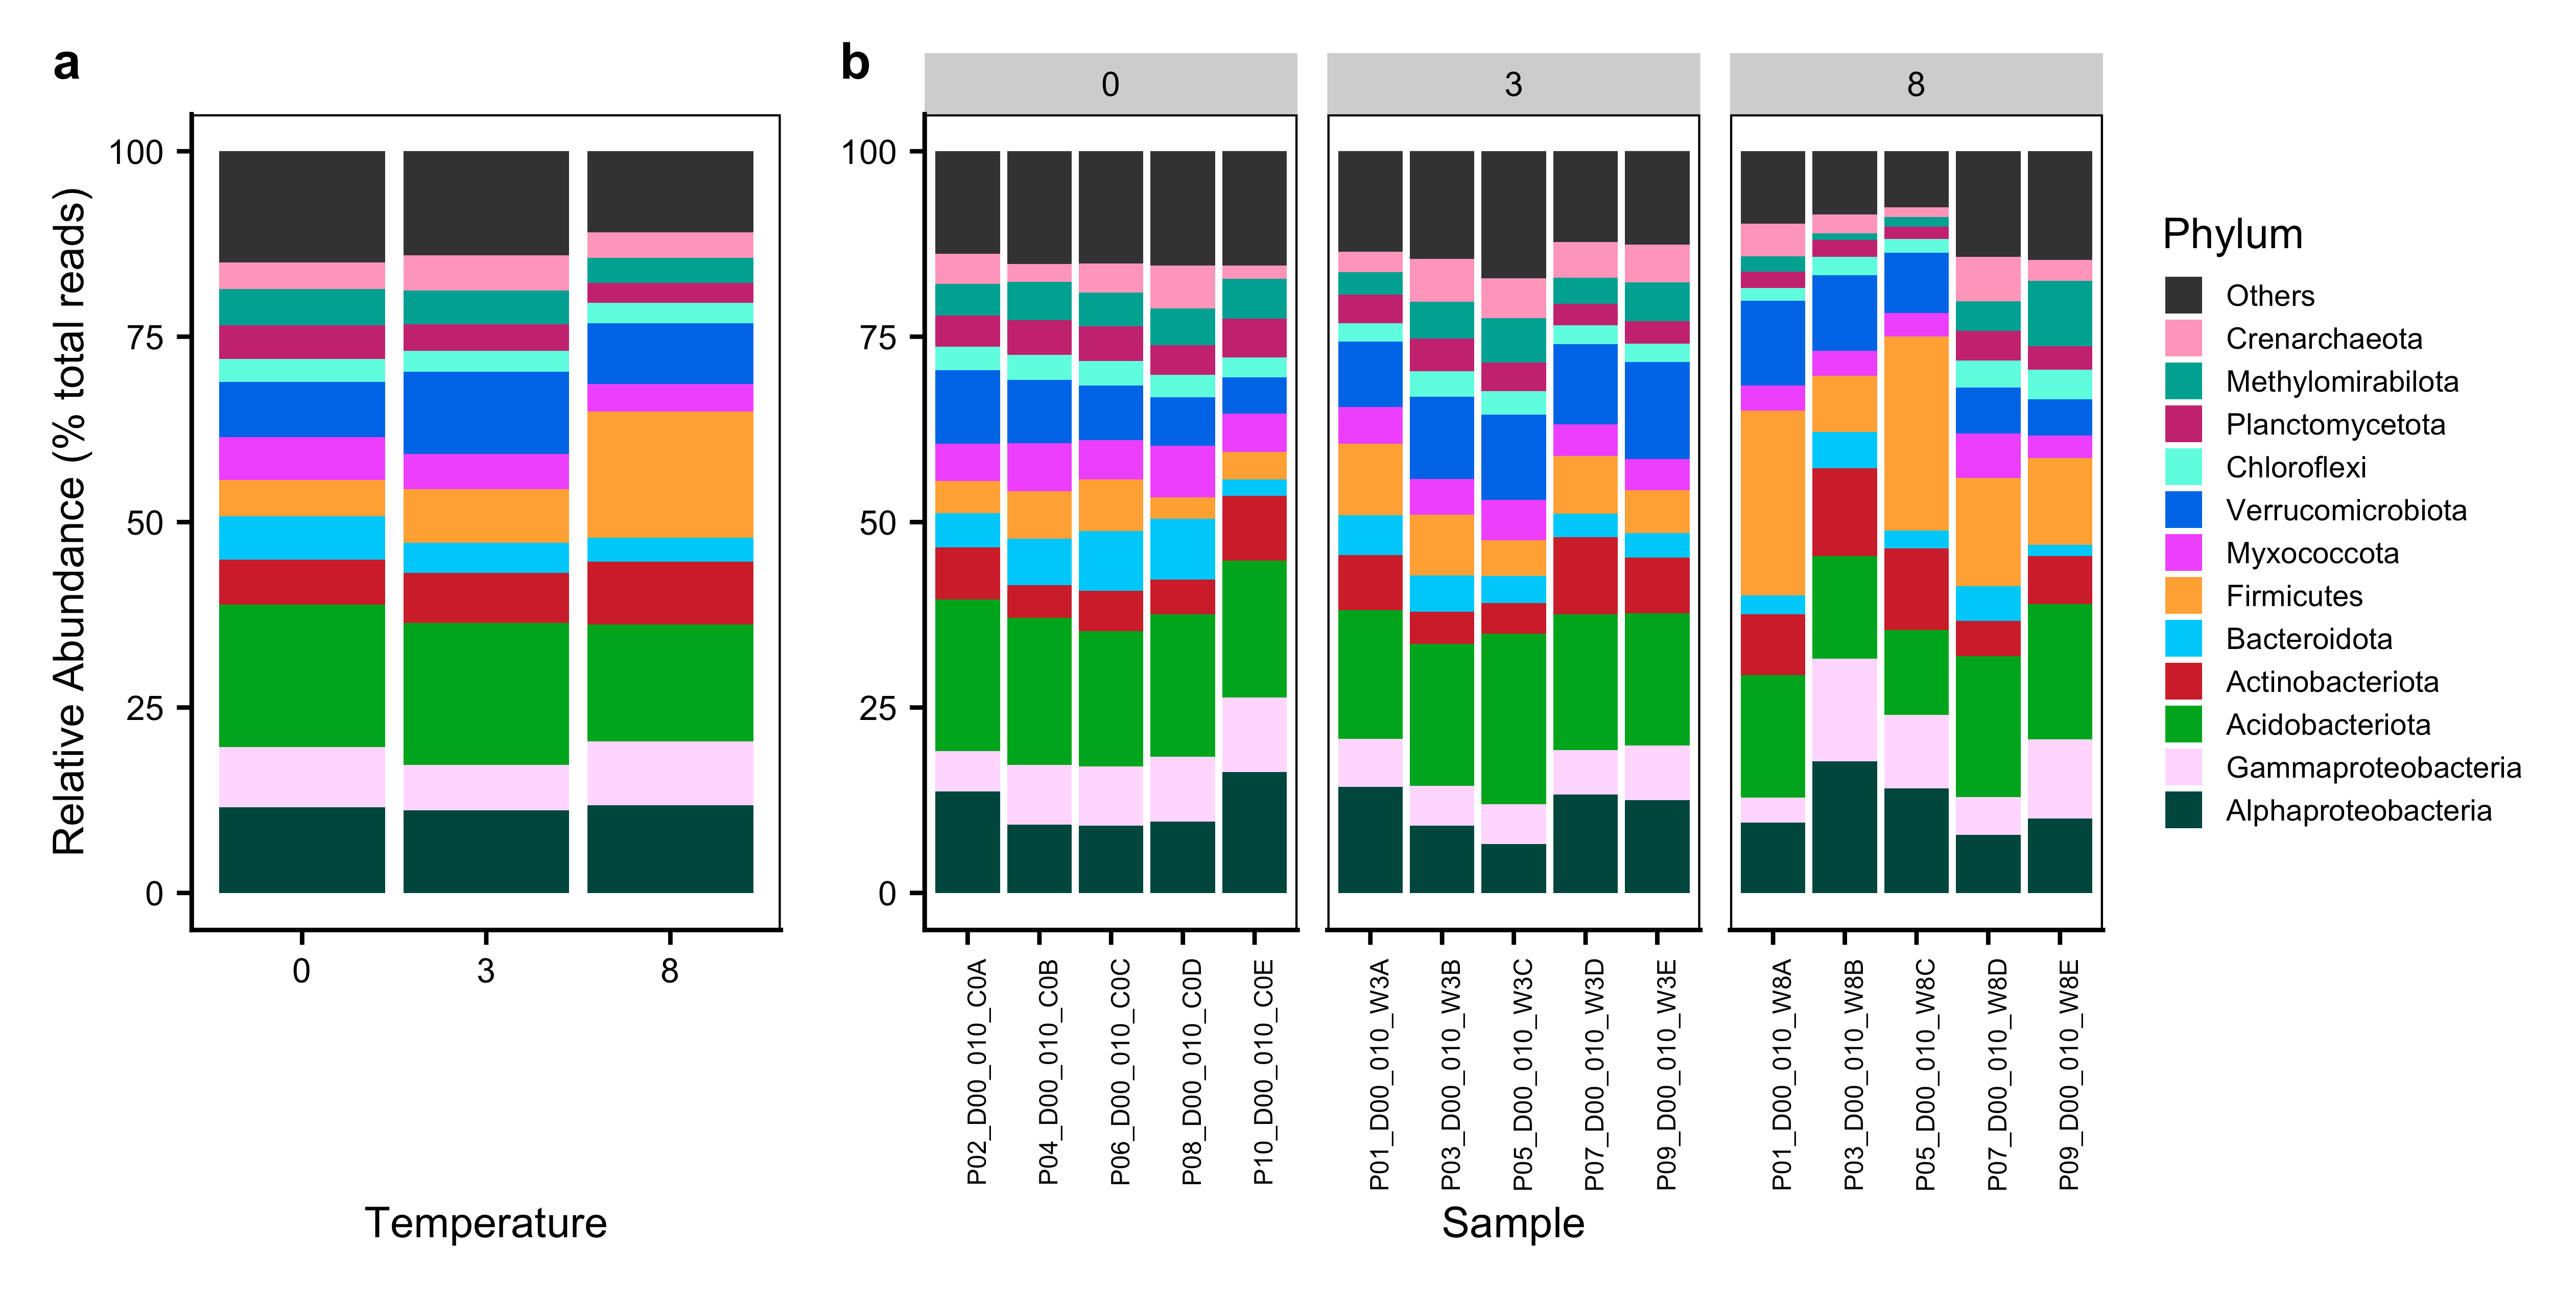 a
b
0
3
8
Relative Abundance (% total reads)
100
75
50
25
0
0
3
8
Temperature
100
75
50
25
0
P02_D00_010_C0A
P04_D00_010_C0B
P06_D00_010_C0C
P08_D00_010_C0D
P10_D00_010_C0E
P01_D00_010_W3A
P03_D00_010_W3B
P05_D00_010_W3C
P07_D00_010_W3D
P09_D00_010_W3E
P01_D00_010_W8A
P03_D00_010_W8B
P05_D00_010_W8C
P07_D00_010_W8D
P09_D00_010_W8E
Sample
Phylum
Others
Crenarchaeota
Methylomirabilota
Planctomycetota
Chloroflexi
Verrucomicrobiota
Myxococcota
Firmicutes
Bacteroidota
Actinobacteriota
Acidobacteriota
Gammaproteobacteria
Alphaproteobacteria